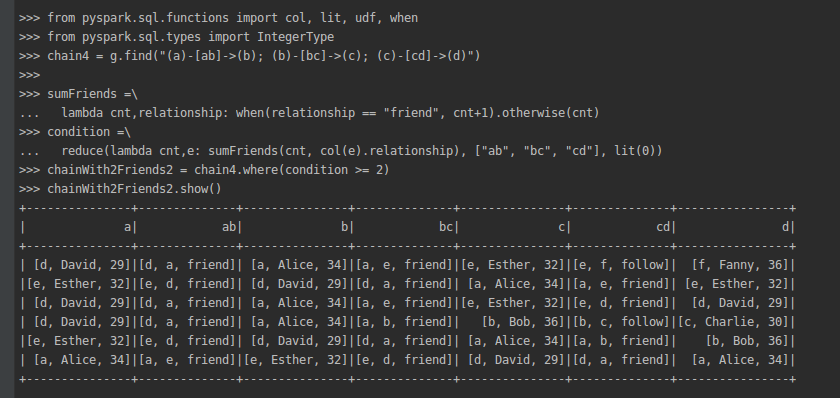 >>> from pyspark.sql.functions import col, lit, udf, when
>>> from pyspark.sql.types import IntegerType
>>> chain4 = g.find("(a)-[ab]->(b); (b)-[bc]->(c); (c)-[cd]->(d)")
>>>
>>> sumFriends =\
...   lambda cnt,relationship: when(relationship == "friend", cnt+1).otherwise(cnt)
>>> condition =\
...   reduce(lambda cnt,e: sumFriends(cnt, col(e).relationship), ["ab", "bc", "cd"], lit(0))
>>> chainWith2Friends2 = chain4.where(condition >= 2)
>>> chainWith2Friends2.show()
+---------------+--------------+---------------+--------------+---------------+--------------+----------------+
|              a|            ab|              b|            bc|              c|            cd|               d|
+---------------+--------------+---------------+--------------+---------------+--------------+----------------+
| [d, David, 29]|[d, a, friend]| [a, Alice, 34]|[a, e, friend]|[e, Esther, 32]|[e, f, follow]|  [f, Fanny, 36]|
|[e, Esther, 32]|[e, d, friend]| [d, David, 29]|[d, a, friend]| [a, Alice, 34]|[a, e, friend]| [e, Esther, 32]|
| [d, David, 29]|[d, a, friend]| [a, Alice, 34]|[a, e, friend]|[e, Esther, 32]|[e, d, friend]|  [d, David, 29]|
| [d, David, 29]|[d, a, friend]| [a, Alice, 34]|[a, b, friend]|   [b, Bob, 36]|[b, c, follow]|[c, Charlie, 30]|
|[e, Esther, 32]|[e, d, friend]| [d, David, 29]|[d, a, friend]| [a, Alice, 34]|[a, b, friend]|    [b, Bob, 36]|
| [a, Alice, 34]|[a, e, friend]|[e, Esther, 32]|[e, d, friend]| [d, David, 29]|[d, a, friend]|  [a, Alice, 34]|
+---------------+--------------+---------------+--------------+---------------+--------------+----------------+